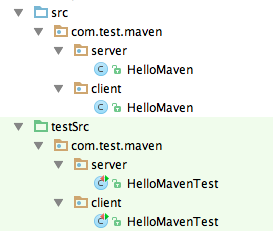 src
com.test.maven
server
HelloMaven
client
HelloMaven
testSrc
com.test.maven
server
HelloMavenTest
client
HelloMavenTest